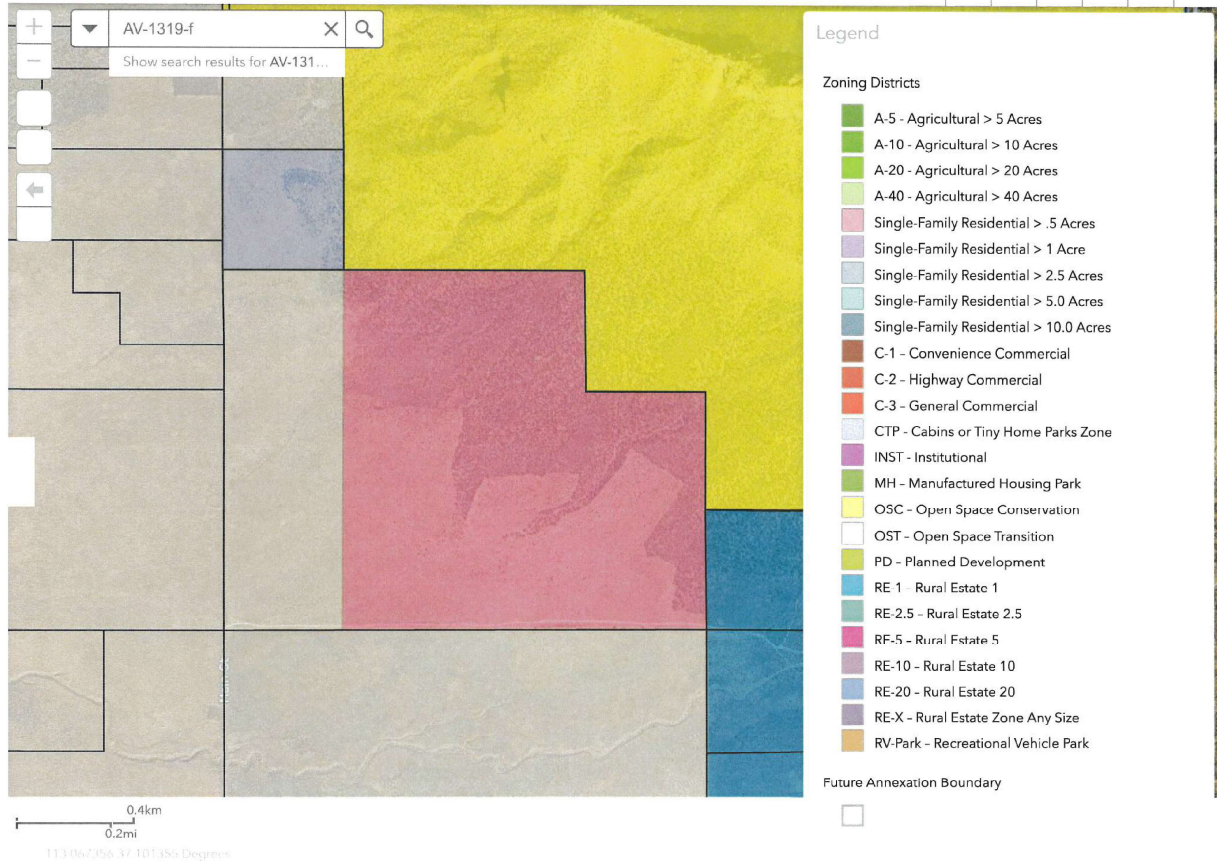 AV-1319-f
Show search results for AV-131...
Legend
Zoning Districts
A-5 - Agricultural > 5 Acres
A-10 - Agricultural > 10 Acres
A-20 - Agricultural > 20 Acres
A-40 - Agricultural > 40 Acres
Single-Family Residential > .5 Acres
Single-Family Residential > 1 Acre
Single-Family Residential > 2.5 Acres
Single-Family Residential > 5.0 Acres
Single-Family Residential > 10.0 Acres
C-1 – Convenience Commercial
C-2 – Highway Commercial
C-3 – General Commercial
CTP - Cabins or Tiny Home Parks Zone
INST - Institutional
MH – Manufactured Housing Park
OSC – Open Space Conservation
OST – Open Space Transition
PD – Planned Development
RE-1 – Rural Estate 1
RE-2.5 – Rural Estate 2.5
RE-5 – Rural Estate 5
RE-10 – Rural Estate 10
RE-20 – Rural Estate 20
RE-X – Rural Estate Zone Any Size
RV-Park – Recreational Vehicle Park
Future Annexation Boundary
0.4km
0.2mi
113.067356 37.101355 Degrees